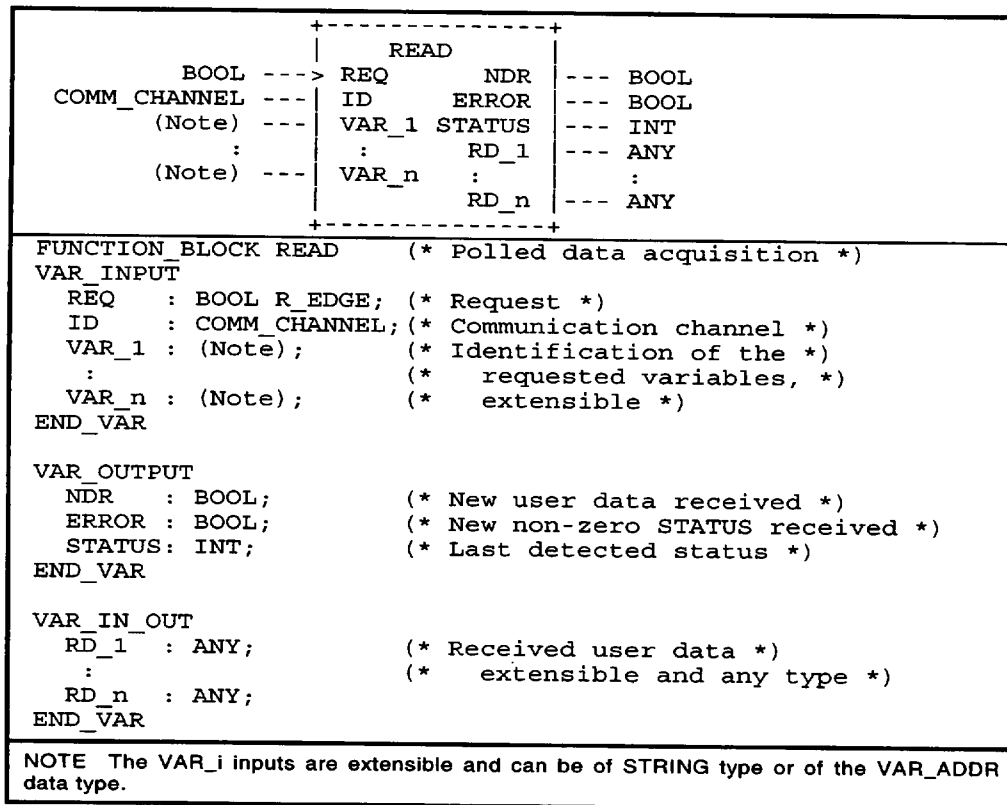 +---------------+
| READ |
BOOL ---> REQ NDR |--- BOOL
COMM_CHANNEL ---| ID ERROR |--- BOOL
(Note) ---| VAR_1 STATUS |--- INT
: | : RD_1 |--- ANY
(Note) ---| VAR_n : | :
| RD_n |--- ANY
+---------------+
FUNCTION_BLOCK READ (* Polled data acquisition *)
VAR_INPUT
REQ : BOOL R_EDGE; (* Request *)
ID : COMM_CHANNEL; (* Communication channel *)
VAR_1 : (Note); (* Identification of the *)
: (* requested variables, *)
VAR_n : (Note); (* extensible *)
END_VAR
VAR_OUTPUT
NDR : BOOL; (* New user data received *)
ERROR : BOOL; (* New non-zero STATUS received *)
STATUS: INT; (* Last detected status *)
END_VAR
VAR_IN_OUT
RD_1 : ANY; (* Received user data *)
: (* extensible and any type *)
RD_n : ANY;
END_VAR
NOTE The VAR_i inputs are extensible and can be of STRING type or of the VAR_ADDR
data type.